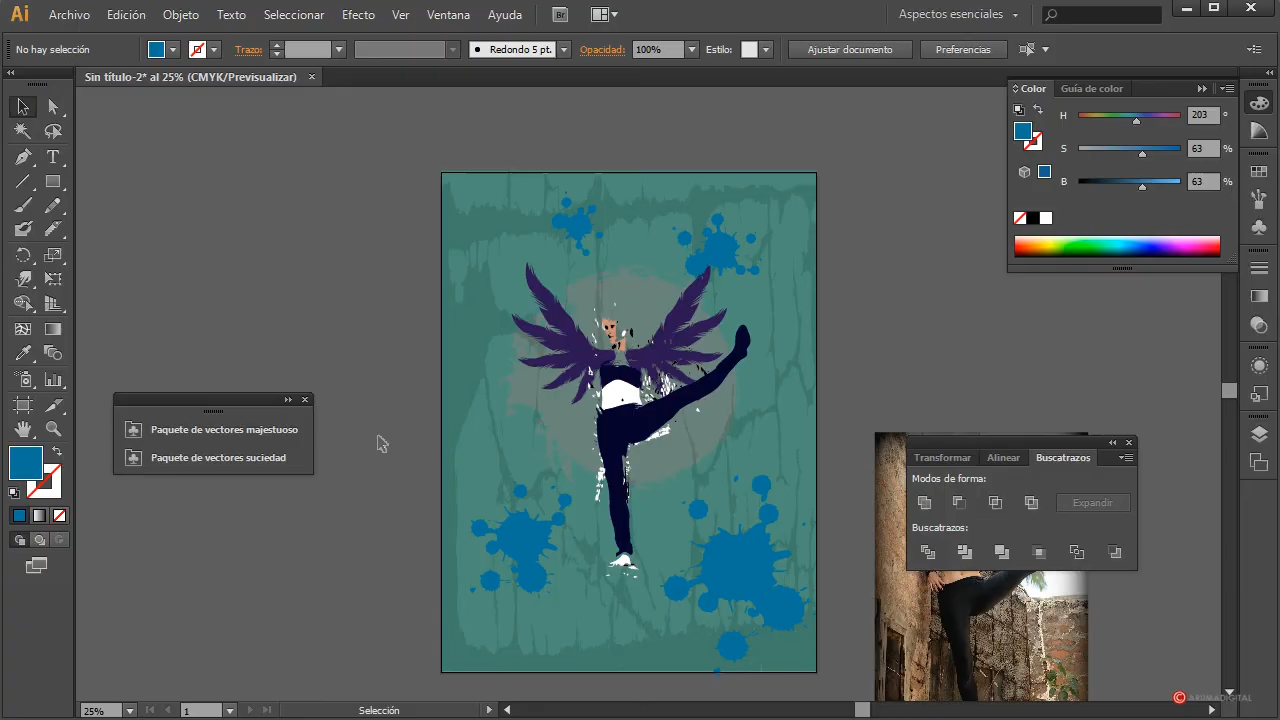 Ai Archivo Edición Objeto Texto Seleccionar Efecto Ver Ventana Ayuda Br Aspectos esenciales
No hay selección Trazo: Redondo 5 pt. Opacidad: 100% Estilo: Ajustar documento Preferencias
Sin título-2* al 25% (CMYK/Previsualizar)
Color Guía de color
H 203 °
S 63 %
B 63 %
Paquete de vectores majestuoso
Paquete de vectores suciedad
Transformar Alinear Buscatrazos
Modos de forma:
Expandir
Buscatrazos:
25% 1 Selección
© ARUMADIGITAL